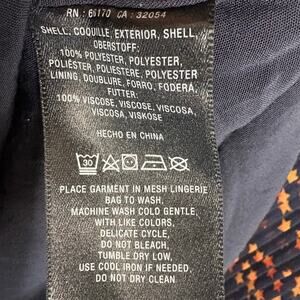 RN : 66170 CA : 32054
SHELL, COQUILLE, EXTERIOR, SHELL,
OBERSTOFF:
100% POLYESTER, POLYESTER,
POLIÉSTER, POLIÉSTERE, POLYESTER
LINING, DOUBLURE, FORRO, FODERA,
FUTTER:
100% VISCOSE, VISCOSE, VISCOSA,
VISCOSA, VISKOSE
HECHO EN CHINA
30
PLACE GARMENT IN MESH LINGERIE
BAG TO WASH.
MACHINE WASH COLD GENTLE,
WITH LIKE COLORS,
DELICATE CYCLE,
DO NOT BLEACH,
TUMBLE DRY LOW,
USE COOL IRON IF NEEDED,
DO NOT DRY CLEAN